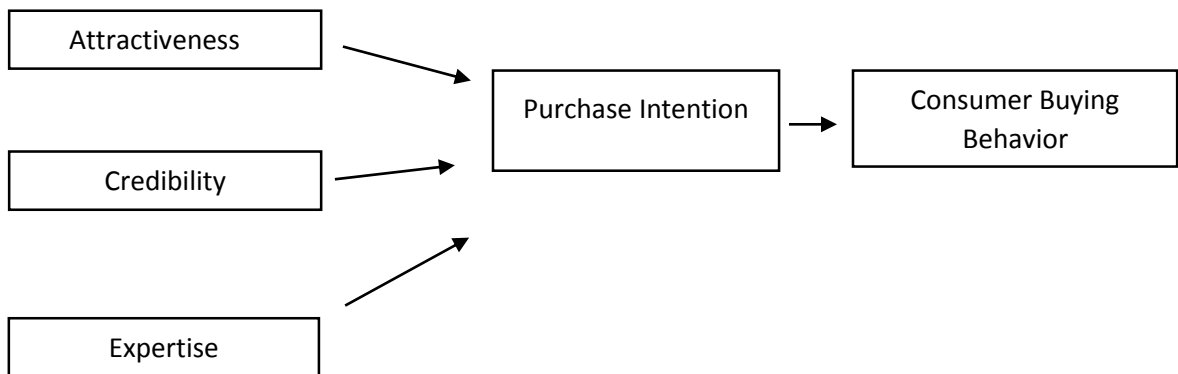 Attractiveness
Purchase Intention
Consumer Buying
Behavior
Credibility
Expertise